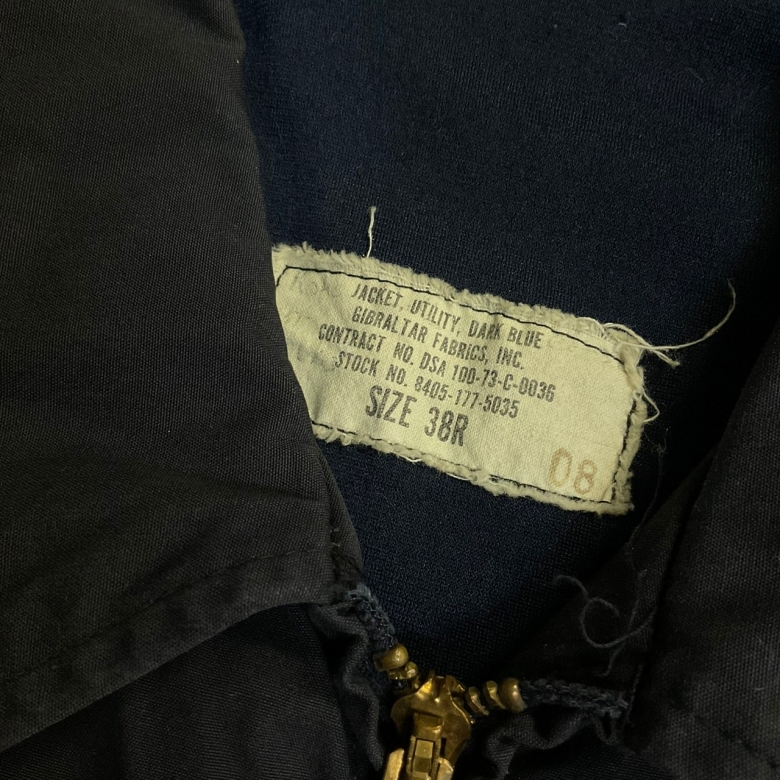 JACKET, UTILITY, DARK BLUE
GIBRALTAR FABRICS, INC.
CONTRACT NO. DSA 100-73-C-0036
STOCK NO. 8405-177-5035
SIZE 38R
08